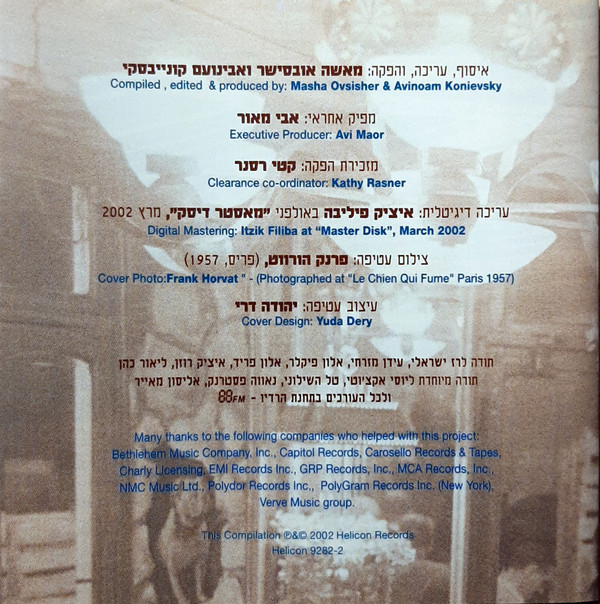 איסוף, עריכה, והפקה: מאשה אובסישר ואבינועם קונייבסקי
Compiled , edited & produced by: Masha Ovsisher & Avinoam Konievsky
מפיק אחראי: אבי מאור
Executive Producer: Avi Maor
מזכירת הפקה: קטי רסנר
Clearance co-ordinator: Kathy Rasner
עריכה דיגיטלית: איציק פיליבה באולפני "מאסטר דיסק", מרץ 2002
Digital Mastering: Itzik Filiba at "Master Disk", March 2002
צילום עטיפה: פרנק הורווט, (פריס, 1957)
Cover Photo:Frank Horvat " - (Photographed at "Le Chien Qui Fume" Paris 1957)
עיצוב עטיפה: יהודה דרי
Cover Design: Yuda Dery
תודה לרז ישראלי, עידן מזרחי, אלון פיקלר, אלון פריד, איציק רוזן, ליאור כהן
תודה מיוחדת ליוסי אקציוטי, טל השילוני, נאווה פסטרנק, אליסון מאייר
ולכל העורכים בתחנת הרדיו - 88FM
Many thanks to the following companies who helped with this project:
Bethlehem Music Company, Inc., Capitol Records, Carosello Records & Tapes,
Charly Licensing, EMI Records Inc., GRP Records, Inc., MCA Records, Inc.,
NMC Music Ltd., Polydor Records Inc., PolyGram Records Inc. (New York),
Verve Music group.
This Compilation ℗&© 2002 Helicon Records
Helicon 9282-2